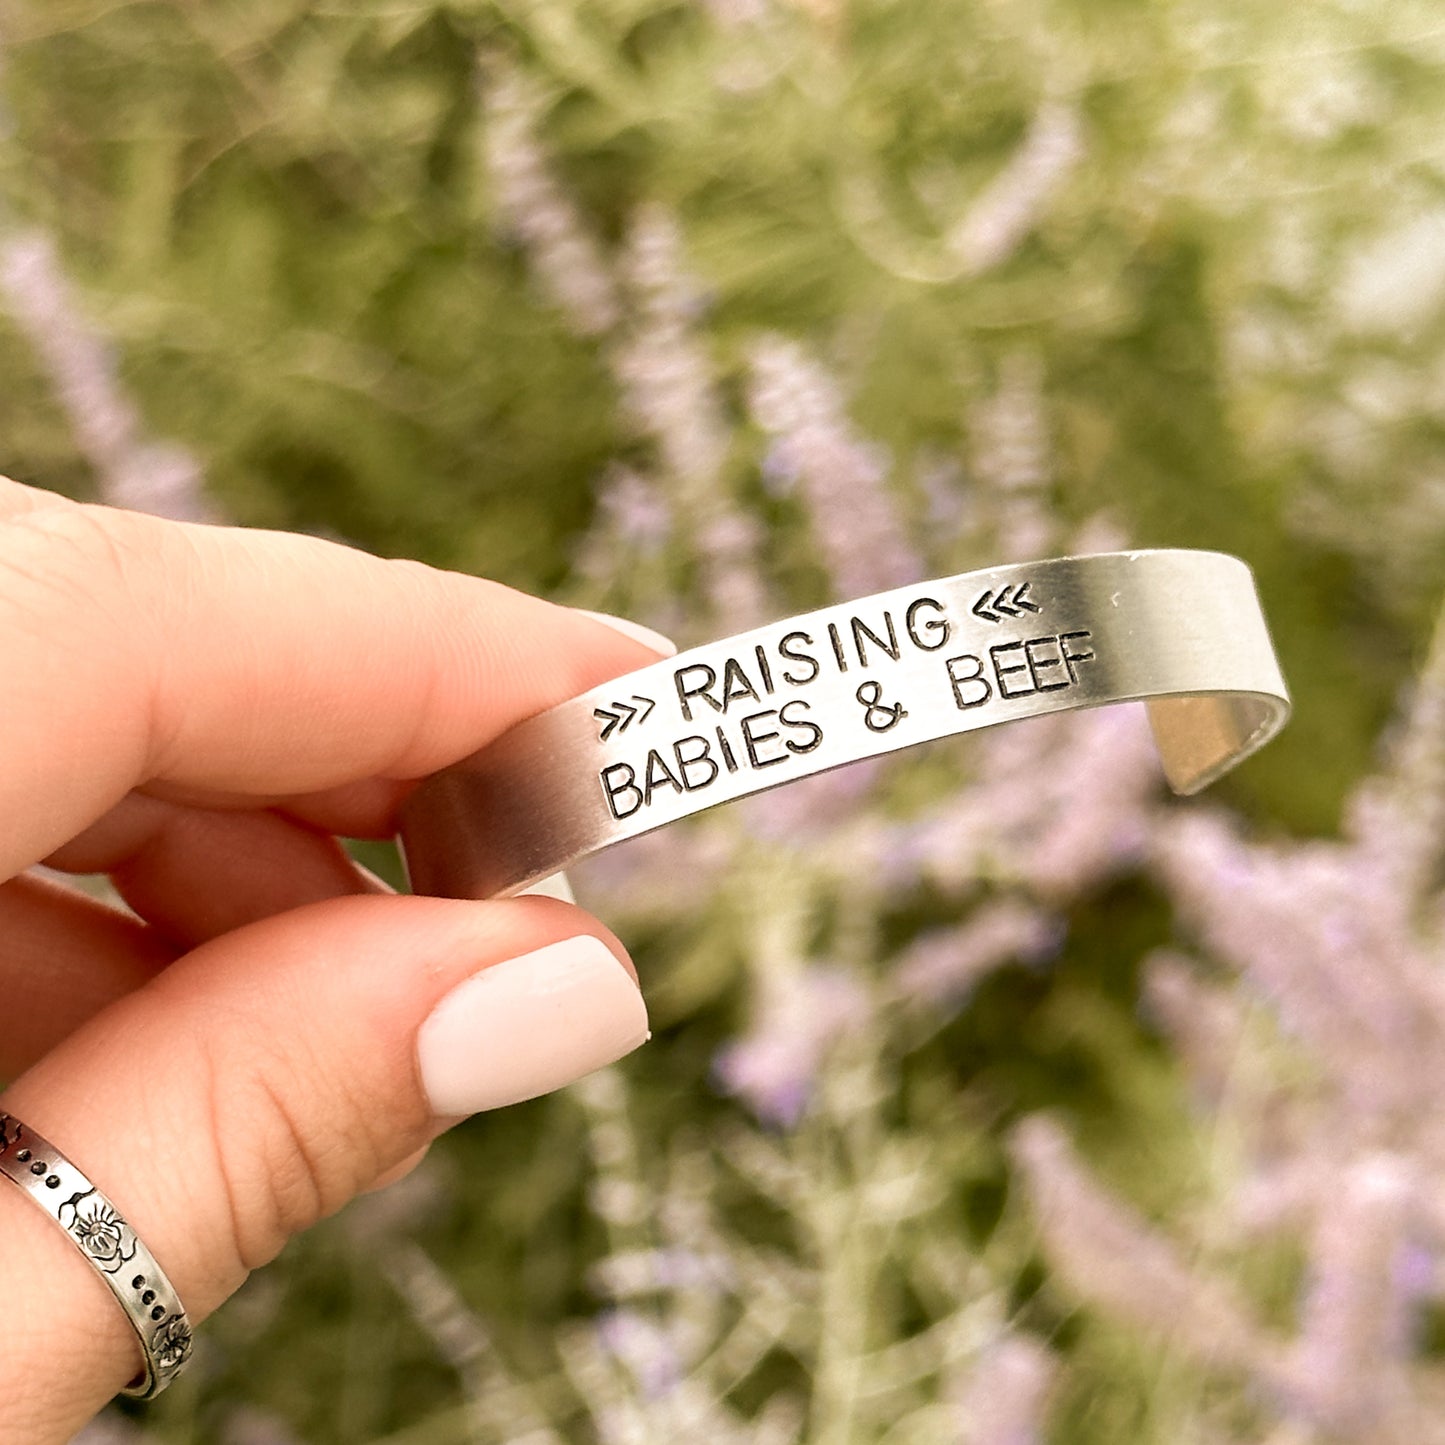 >>> RAISING <<<
BABIES & BEEF